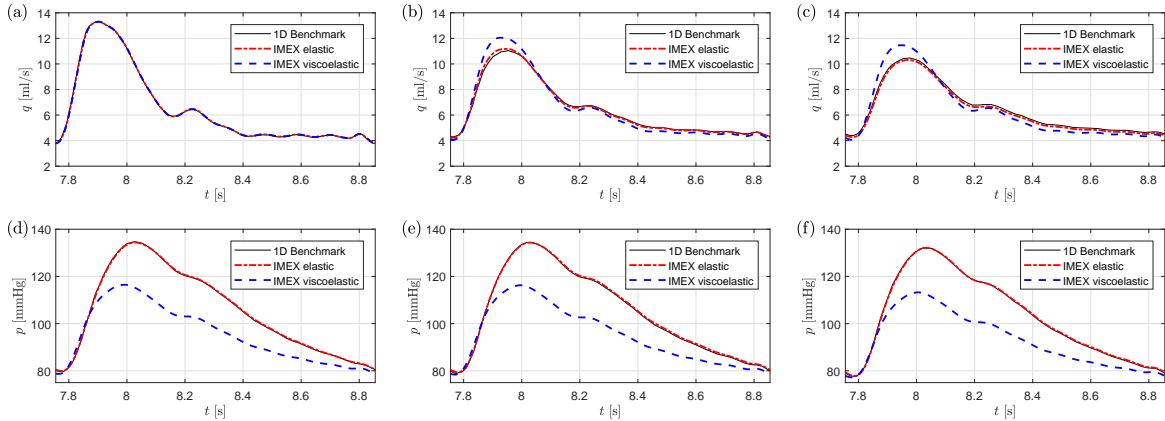 (a)
14
12
10
8
6
4
2
q [ml/s]
1D Benchmark
IMEX elastic
IMEX viscoelastic
7.8 8 8.2 8.4 8.6 8.8
t [s]
(b)
14
12
10
8
6
4
2
q [ml/s]
1D Benchmark
IMEX elastic
IMEX viscoelastic
7.8 8 8.2 8.4 8.6 8.8
t [s]
(c)
14
12
10
8
6
4
2
q [ml/s]
1D Benchmark
IMEX elastic
IMEX viscoelastic
7.8 8 8.2 8.4 8.6 8.8
t [s]
(d)
140
120
100
80
p [mmHg]
1D Benchmark
IMEX elastic
IMEX viscoelastic
7.8 8 8.2 8.4 8.6 8.8
t [s]
(e)
140
120
100
80
p [mmHg]
1D Benchmark
IMEX elastic
IMEX viscoelastic
7.8 8 8.2 8.4 8.6 8.8
t [s]
(f)
140
120
100
80
p [mmHg]
1D Benchmark
IMEX elastic
IMEX viscoelastic
7.8 8 8.2 8.4 8.6 8.8
t [s]